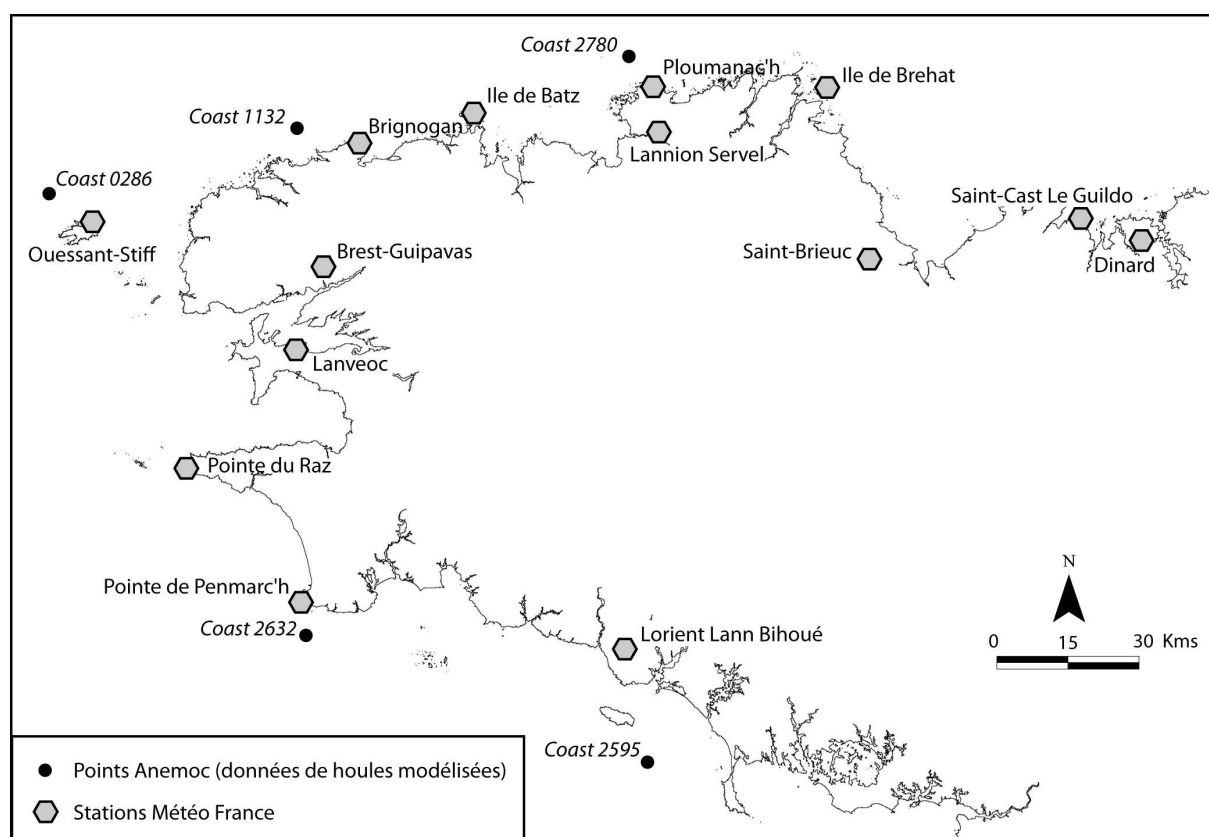 Coast 2780
Ploumanac'h
Ile de Brehat
Ile de Batz
Coast 1132
Brignogan
Lannion Servel
Coast 0286
Saint-Cast Le Guildo
Ouessant-Stiff
Brest-Guipavas
Saint-Brieuc
Dinard
Lanveoc
Pointe du Raz
N
Pointe de Penmarc'h
Coast 2632
Lorient Lann Bihoué
0 15 30 Kms
Coast 2595
Points Anemoc (données de houles modélisées)
Stations Météo France